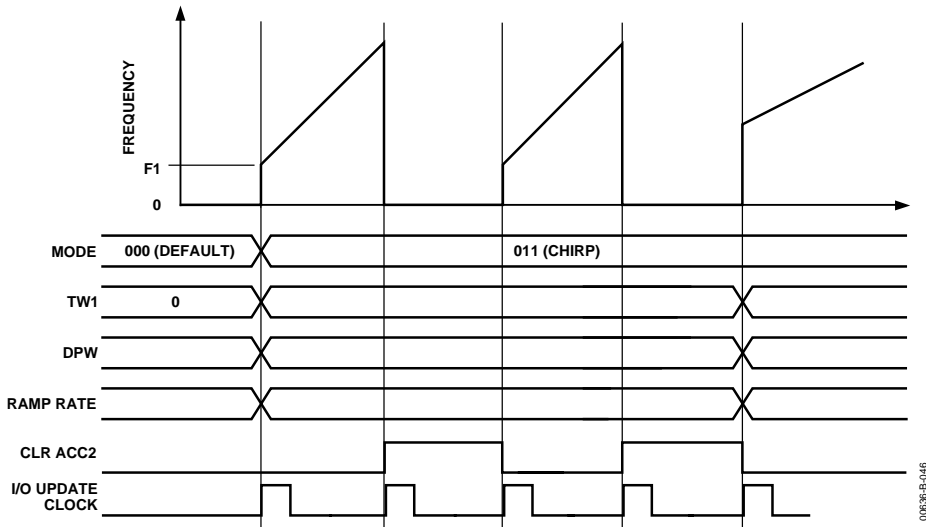 FREQUENCY
F1
0
MODE 000 (DEFAULT) 011 (CHIRP)
TW1 0
DPW
RAMP RATE
CLR ACC2
I/O UPDATE
CLOCK
00636-B-046